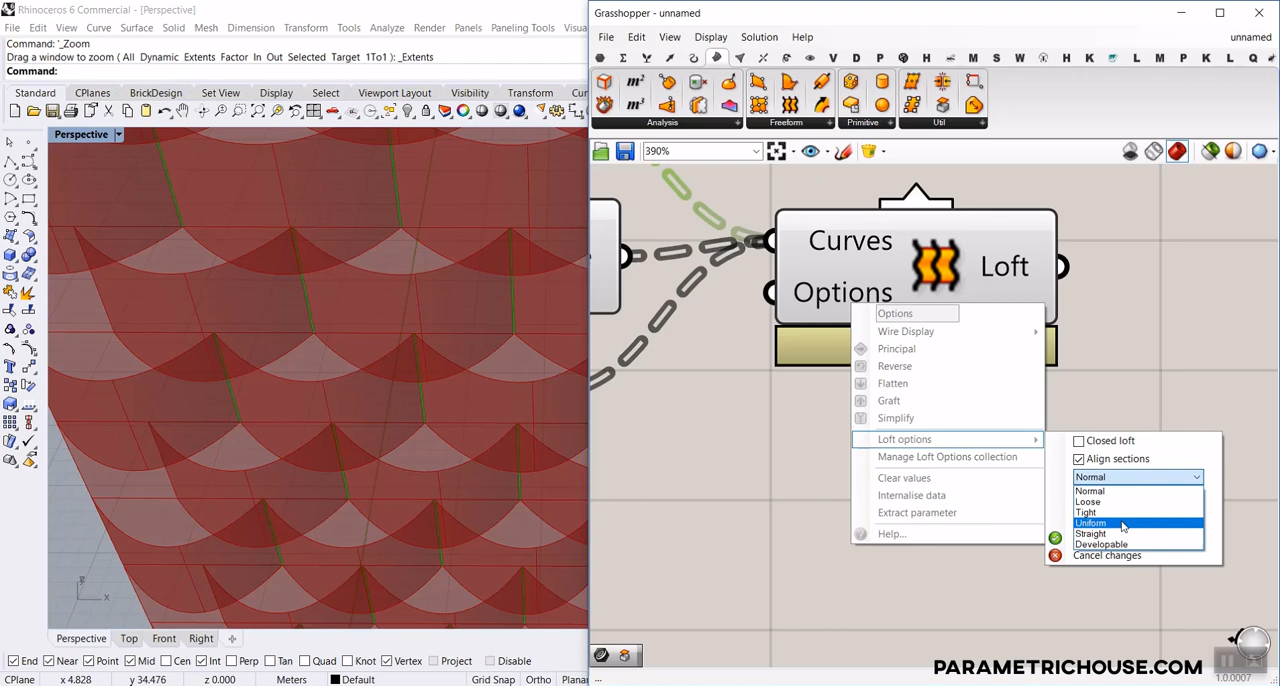 Rhinoceros 6 Commercial - [Perspective]
File Edit View Curve Surface Solid Mesh Dimension Transform Tools Analyze Render Panels Paneling Tools
Command: '_Zoom
Drag a window to zoom ( All Dynamic Extents Factor In Out Selected Target 1To1 ): _Extents
Command:
Standard CPlanes BrickDesign Set View Display Select Viewport Layout Visibility Transform
Perspective
z
x
Perspective Top Front Right
End Near Point Mid Cen Int Perp Tan Quad Knot Vertex Project Disable
CPlane x 4.828 y 34.476 z 0.000 Meters Default Grid Snap Ortho Planar
Grasshopper - unnamed
File Edit View Display Solution Help unnamed
V D P H M S W H K L M P K L Q
m²
m³
Analysis Freeform Primitive Util
390%
Curves
Options
Loft
Options
Wire Display
Principal
Reverse
Flatten
Graft
Simplify
Loft options
Manage Loft Options collection
Clear values
Internalise data
Extract parameter
Help...
Closed loft
Align sections
Normal
Normal
Loose
Tight
Uniform
Straight
Developable
Cancel changes
...
PARAMETRICHOUSE.COM
1.0.0007